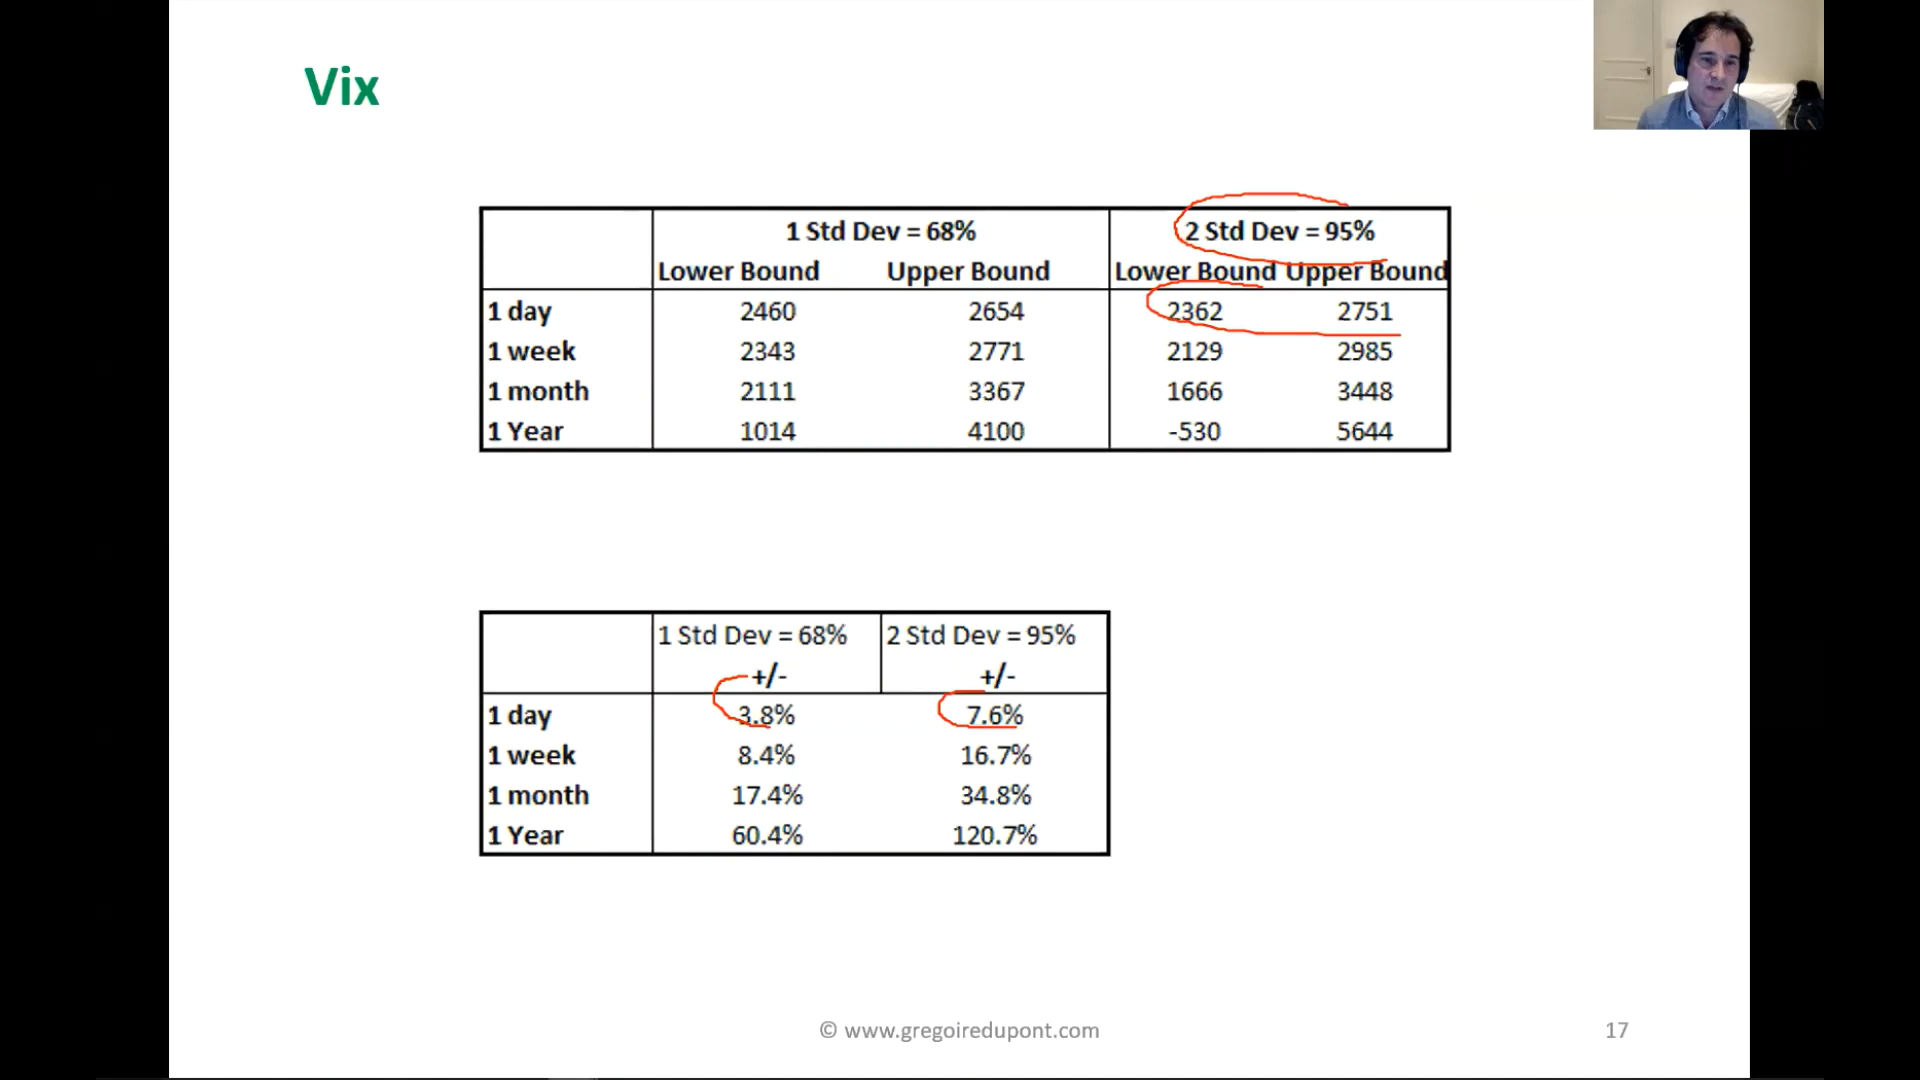 Vix
1 Std Dev = 68% 2 Std Dev = 95%
Lower Bound Upper Bound Lower Bound Upper Bound
1 day 2460 2654 2362 2751
1 week 2343 2771 2129 2985
1 month 2111 3367 1666 3448
1 Year 1014 4100 -530 5644
1 Std Dev = 68% 2 Std Dev = 95%
+/- +/-
1 day 3.8% 7.6%
1 week 8.4% 16.7%
1 month 17.4% 34.8%
1 Year 60.4% 120.7%
© www.gregoiredupont.com 17